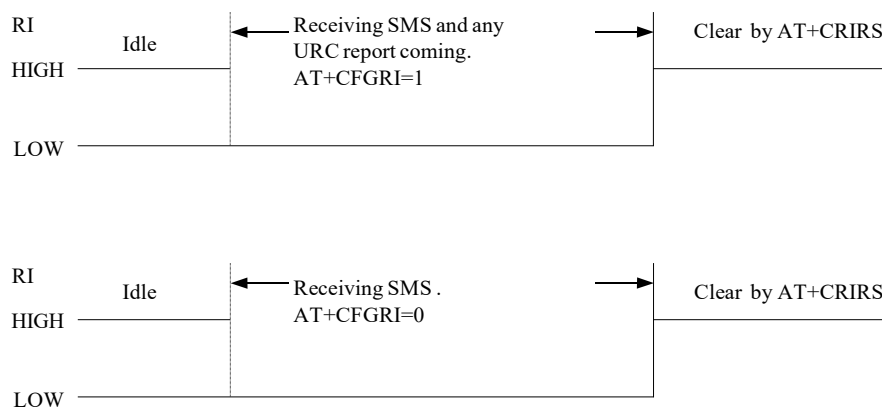 RI
Idle
Receiving SMS and any
URC report coming.
AT+CFGRI=1
Clear by AT+CRIRS
HIGH
LOW
RI
Idle
Receiving SMS .
AT+CFGRI=0
Clear by AT+CRIRS
HIGH
LOW